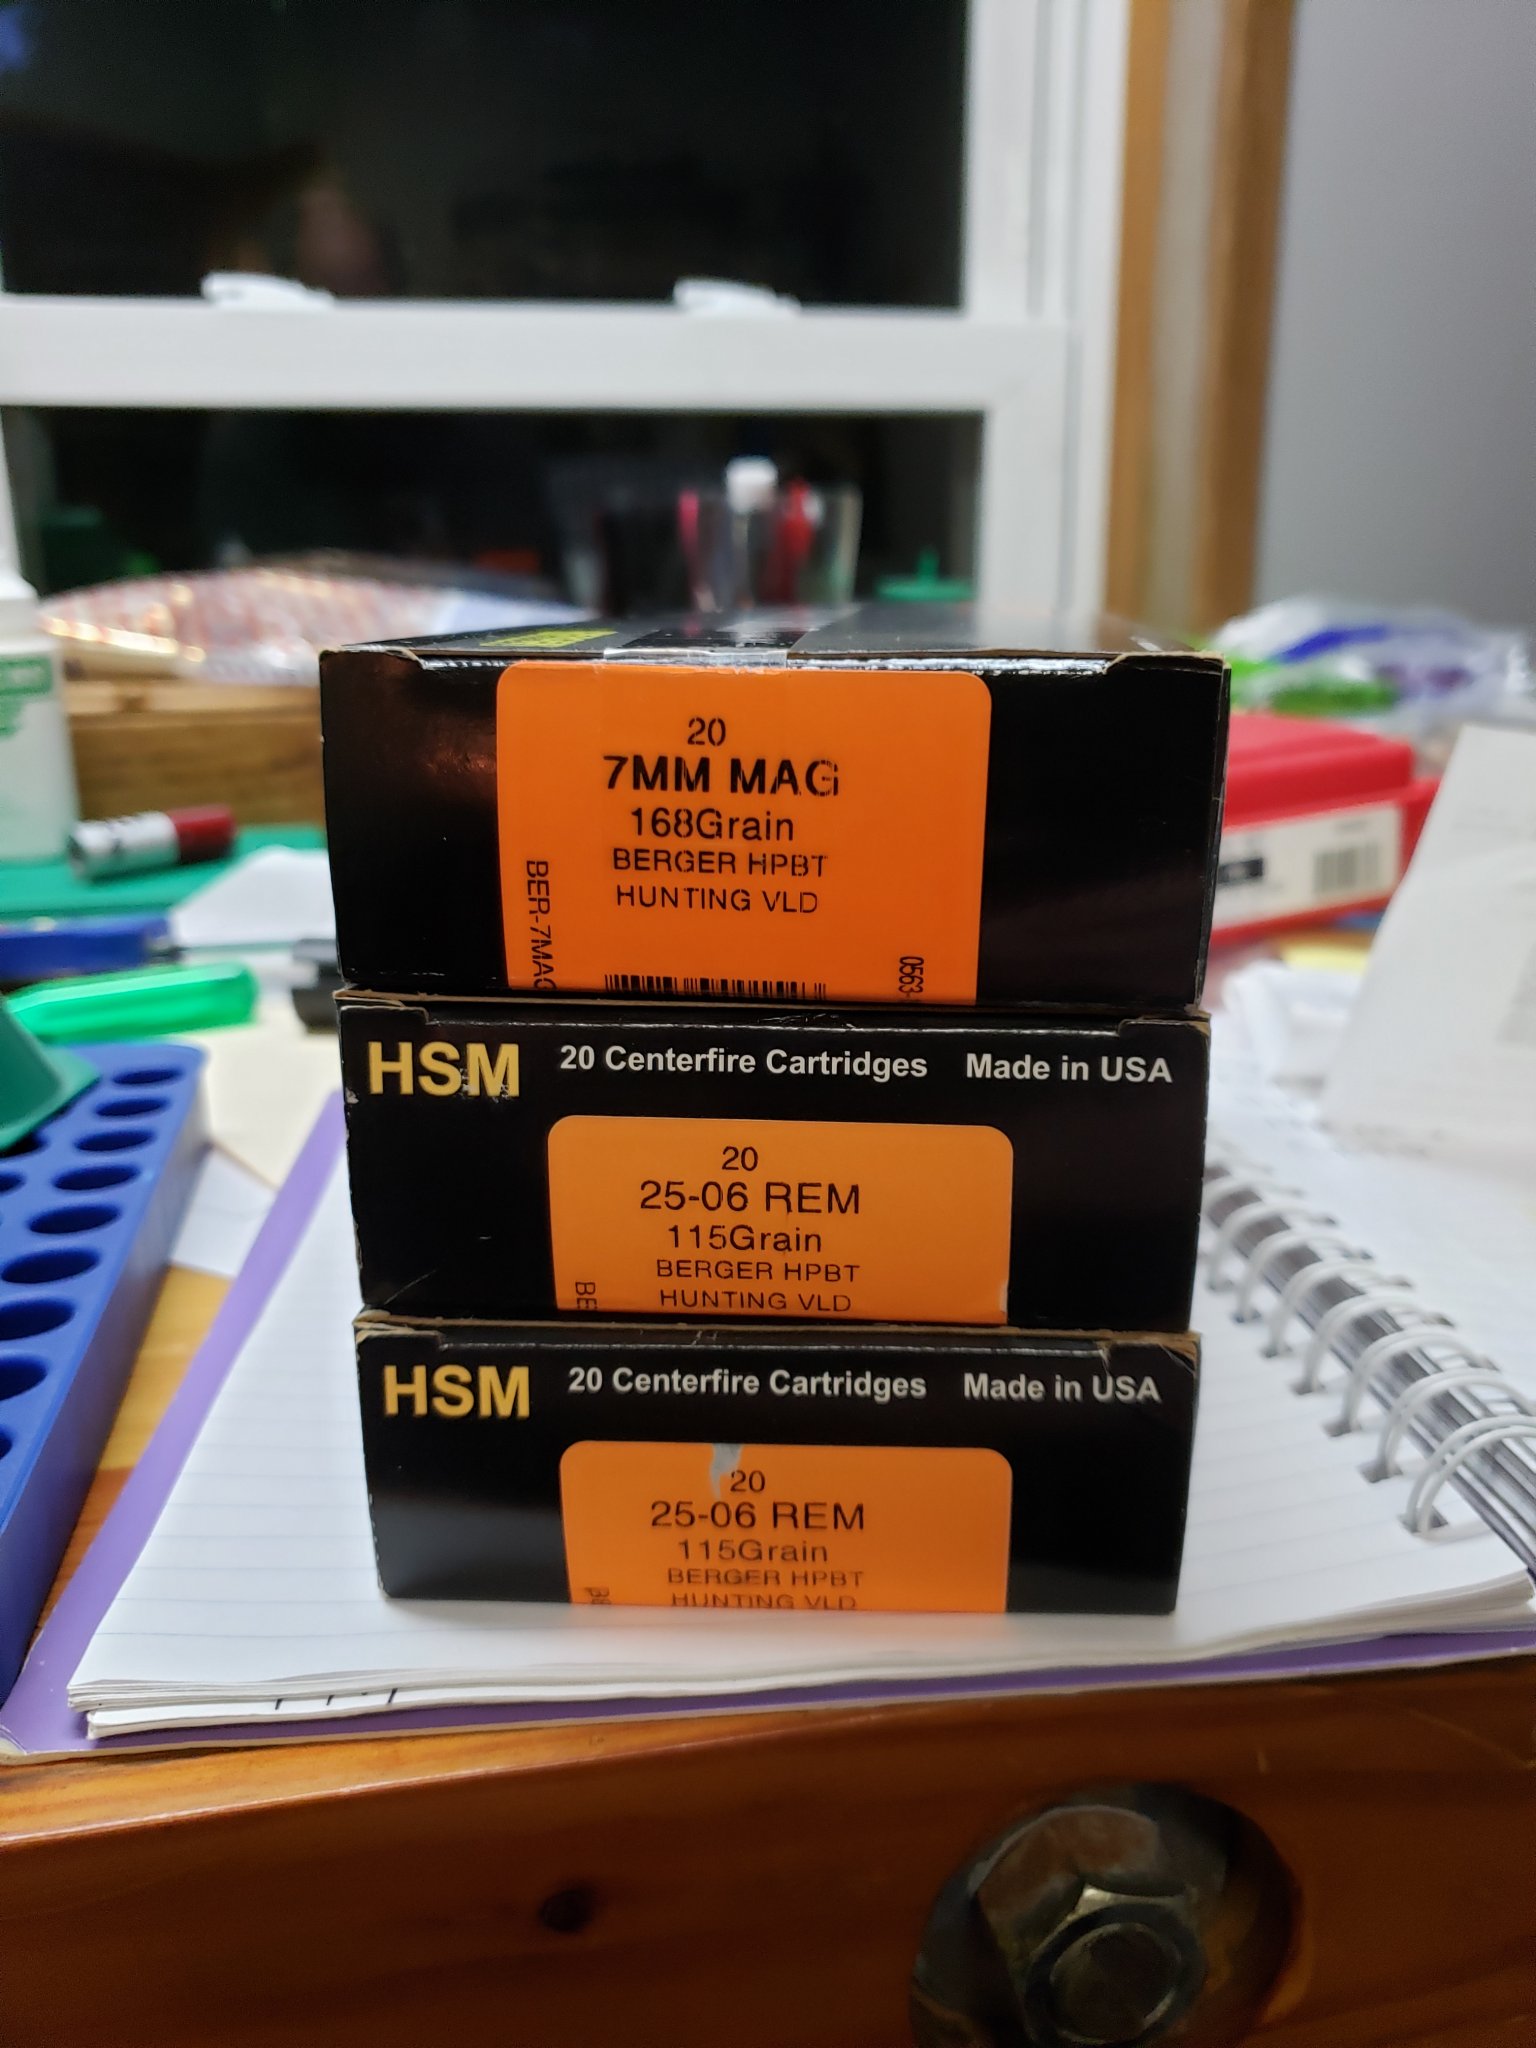 20
7MM MAG
168Grain
BERGER HPBT
HUNTING VLD
BER-7MAG
0563-
HSM 20 Centerfire Cartridges Made in USA
20
25-06 REM
115Grain
BERGER HPBT
HUNTING VLD
BE
HSM 20 Centerfire Cartridges Made in USA
20
25-06 REM
115Grain
BERGER HPBT
HUNTING VLD